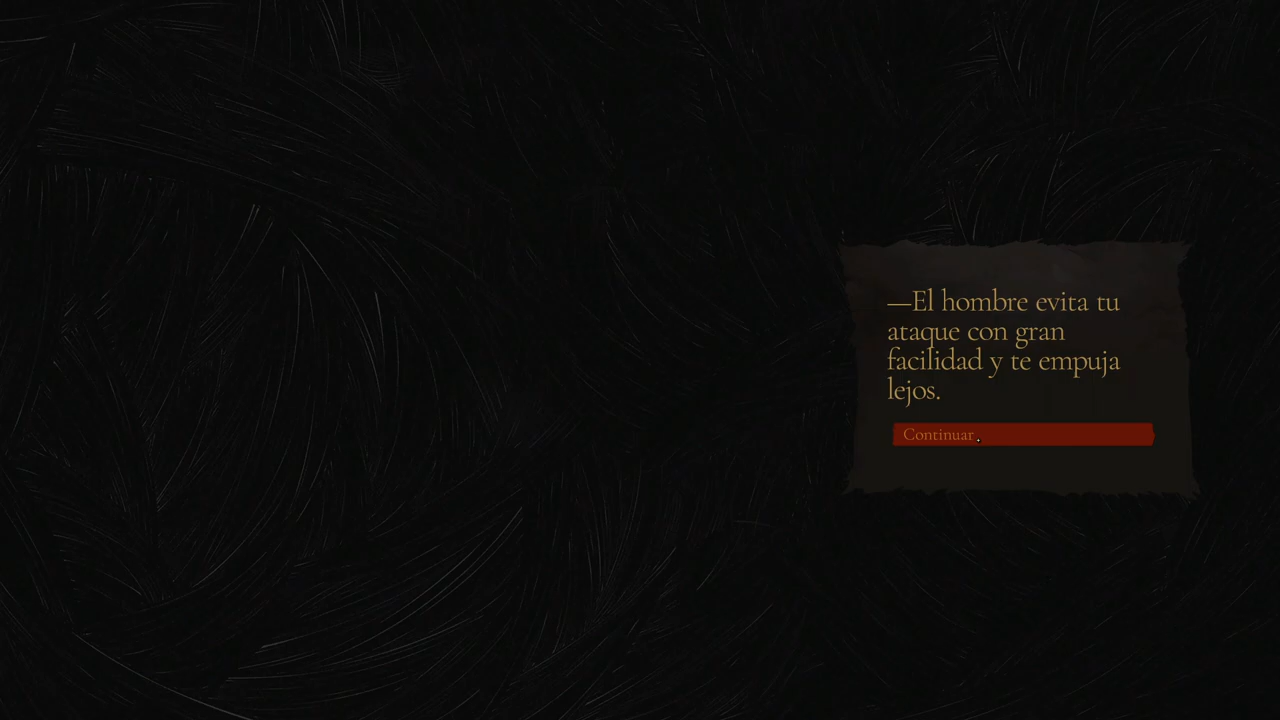 —El hombre evita tu
ataque con gran
facilidad y te empuja
lejos.
Continuar